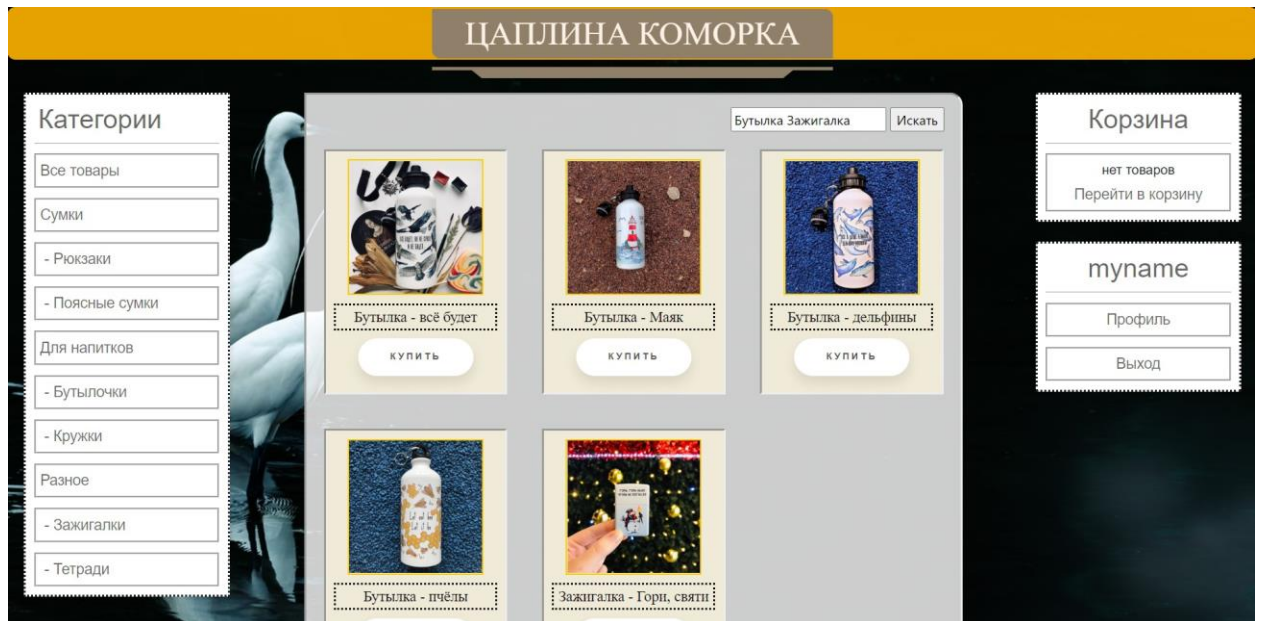 ЦАПЛИНА КОМОРКА
Категории
Все товары
Сумки
- Рюкзаки
- Поясные сумки
Для напитков
- Бутылочки
- Кружки
Разное
- Зажигалки
- Тетради
Бутылка Зажигалка
Искать
Бутылка - всё будет
КУПИТЬ
Бутылка - Маяк
КУПИТЬ
Бутылка - дельфины
КУПИТЬ
Бутылка - пчёлы
Зажигалка - Гори, святи
Корзина
нет товаров
Перейти в корзину
myname
Профиль
Выход